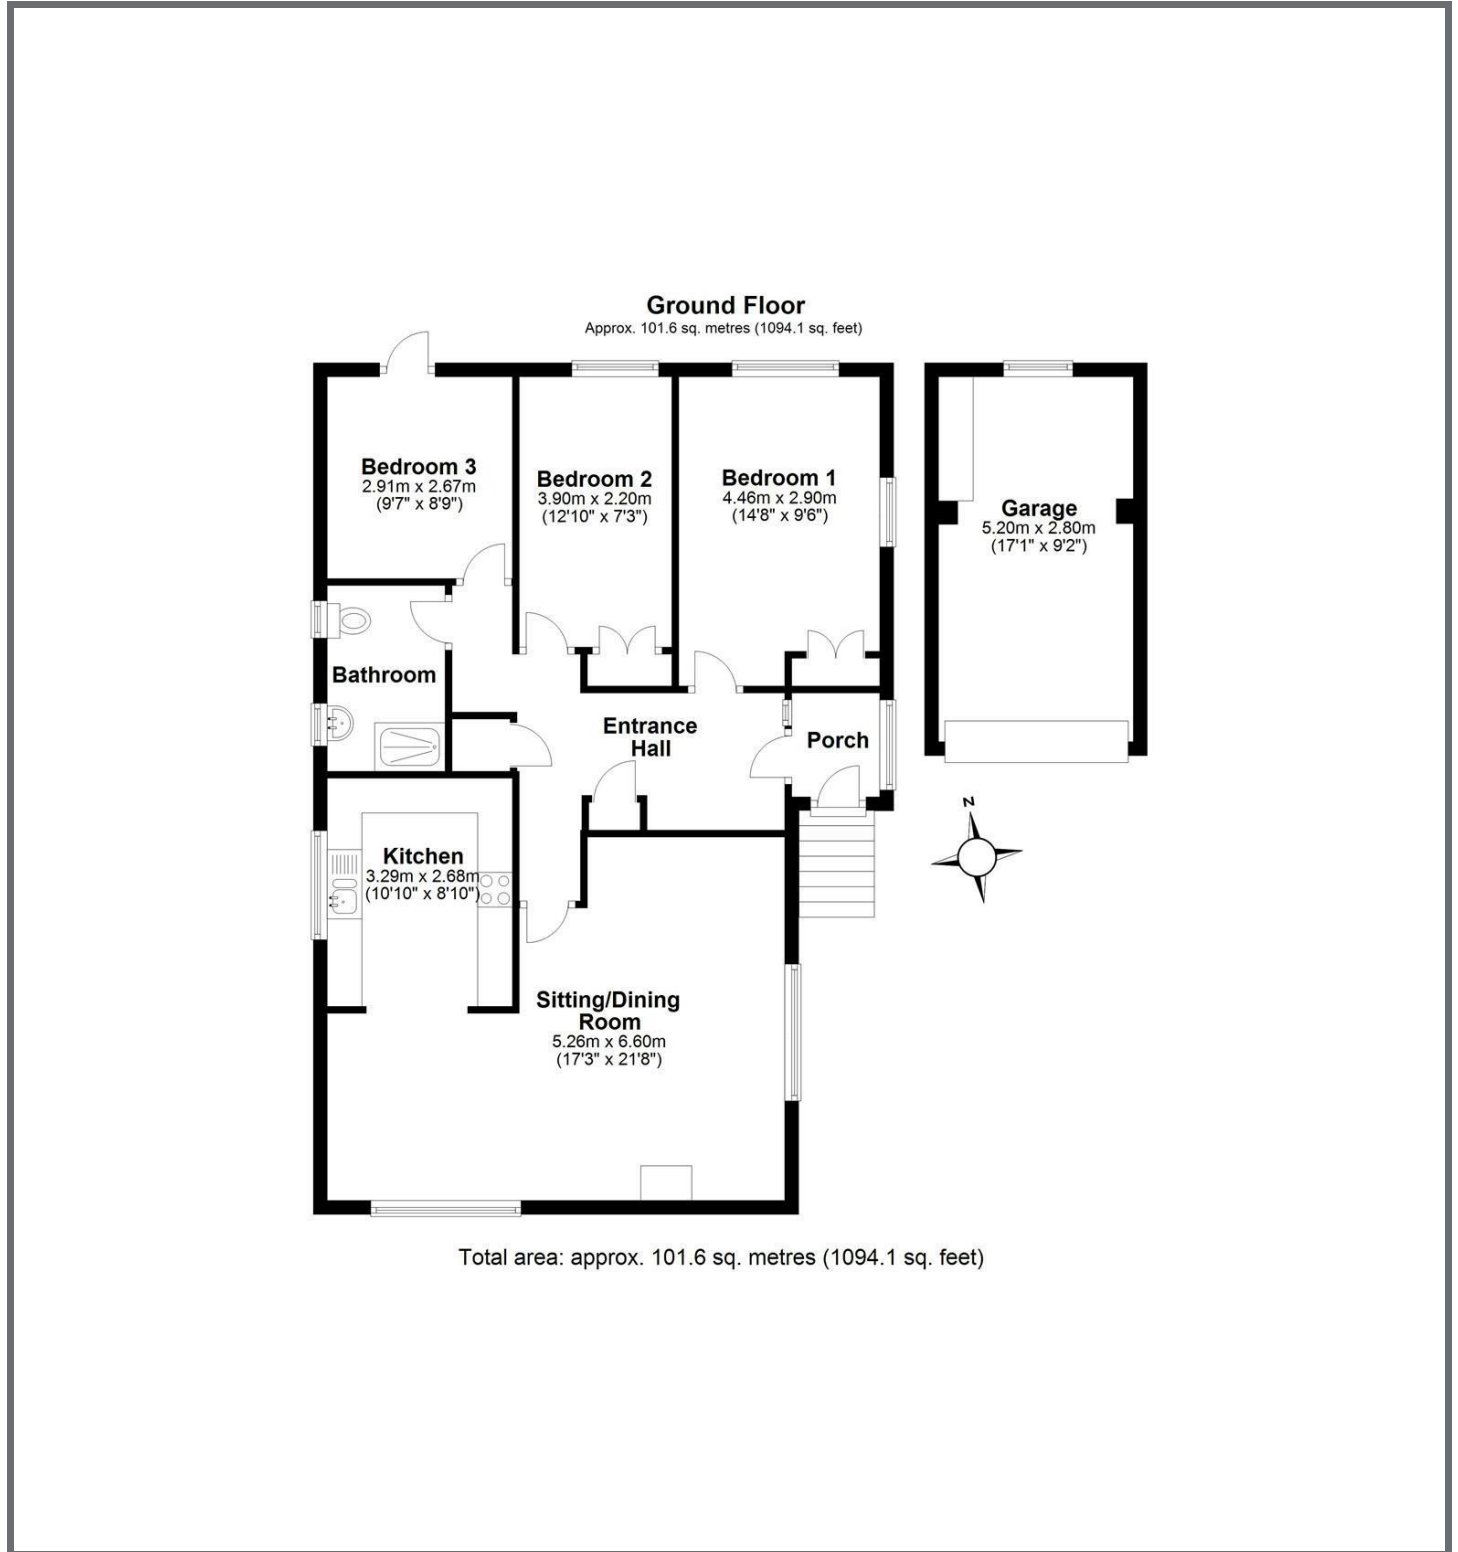 Ground Floor
Approx. 101.6 sq. metres (1094.1 sq. feet)
Bedroom 3
2.91m x 2.67m
(9'7" x 8'9")
Bedroom 2
3.90m x 2.20m
(12'10" x 7'3")
Bedroom 1
4.46m x 2.90m
(14'8" x 9'6")
Garage
5.20m x 2.80m
(17'1" x 9'2")
Bathroom
Entrance
Hall
Porch
N
Kitchen
3.29m x 2.68m
(10'10" x 8'10")
Sitting/Dining
Room
5.26m x 6.60m
(17'3" x 21'8")
Total area: approx. 101.6 sq. metres (1094.1 sq. feet)